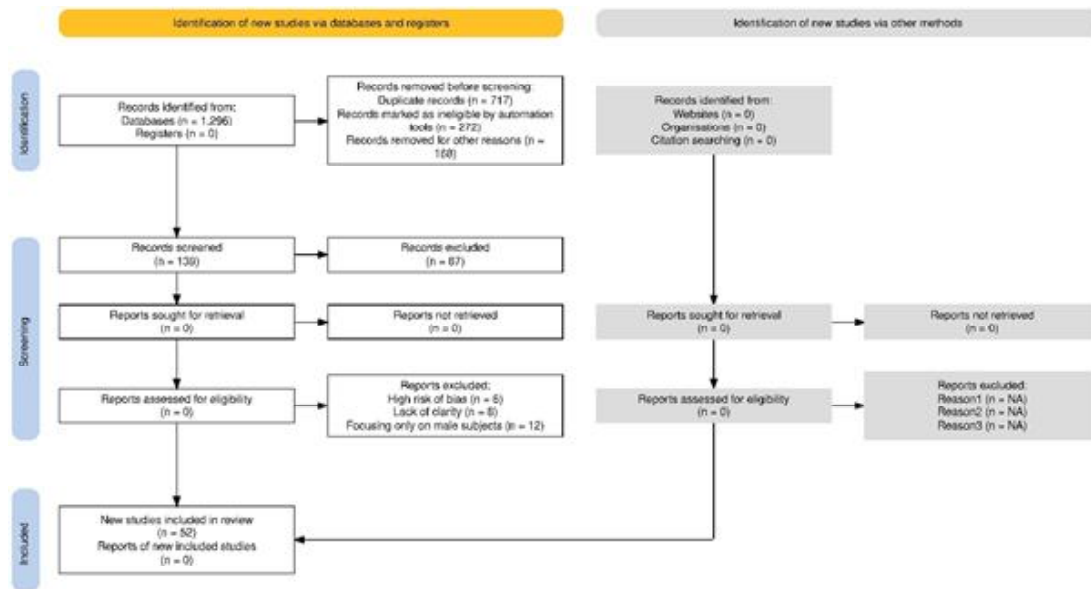 Identification of new studies via databases and registers
Identification of new studies via other methods
Identification
Records identified from:
Databases (n = 1.296)
Registers (n = 0)
Records removed before screening:
Duplicate records (n = 717)
Records marked as ineligible by automation
tools (n = 272)
Records removed for other reasons (n =
168)
Records identified from:
Websites (n = 0)
Organisations (n = 0)
Citation searching (n = 0)
Screening
Records screened
(n = 139)
Records excluded
(n = 87)
Reports sought for retrieval
(n = 0)
Reports not retrieved
(n = 0)
Reports sought for retrieval
(n = 0)
Reports not retrieved
(n = 0)
Reports assessed for eligibility
(n = 0)
Reports excluded:
High risk of bias (n = 6)
Lack of clarity (n = 8)
Focusing only on male subjects (n = 12)
Reports assessed for eligibility
(n = 0)
Reports excluded:
Reason1 (n = NA)
Reason2 (n = NA)
Reason3 (n = NA)
Included
New studies included in review
(n = 52)
Reports of new included studies
(n = 0)